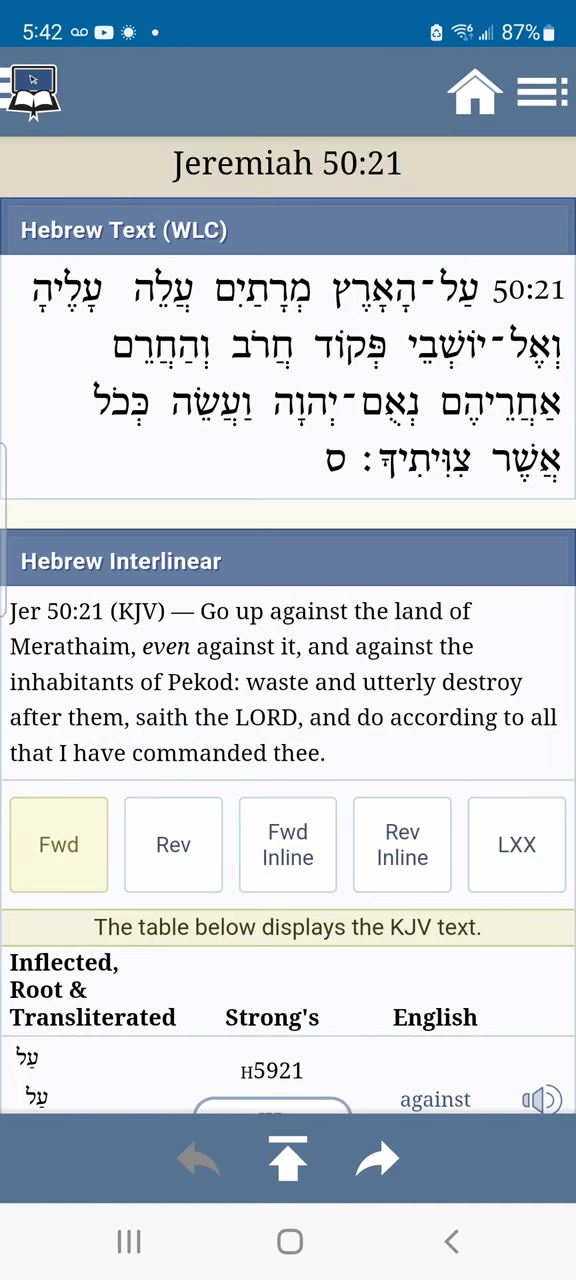 5:42 87%
Jeremiah 50:21
Hebrew Text (WLC)
50:21 עַל־הָאָרֶץ מְרָתַיִם עֲלֵה עָלֶיהָ
וְאֶל־יוֹשְׁבֵי פְּקוֹד חֲרֹב וְהַחֲרֵם
אַחֲרֵיהֶם נְאֻם־יְהוָה וַעֲשֵׂה כְּכֹל
אֲשֶׁר צִוִּיתִיךָ׃ ס
Hebrew Interlinear
Jer 50:21 (KJV) — Go up against the land of
Merathaim, even against it, and against the
inhabitants of Pekod: waste and utterly destroy
after them, saith the LORD, and do according to all
that I have commanded thee.
Fwd Rev Fwd Inline Rev Inline LXX
The table below displays the KJV text.
Inflected,
Root &
Transliterated Strong's English
עַל
H5921
עַל
against